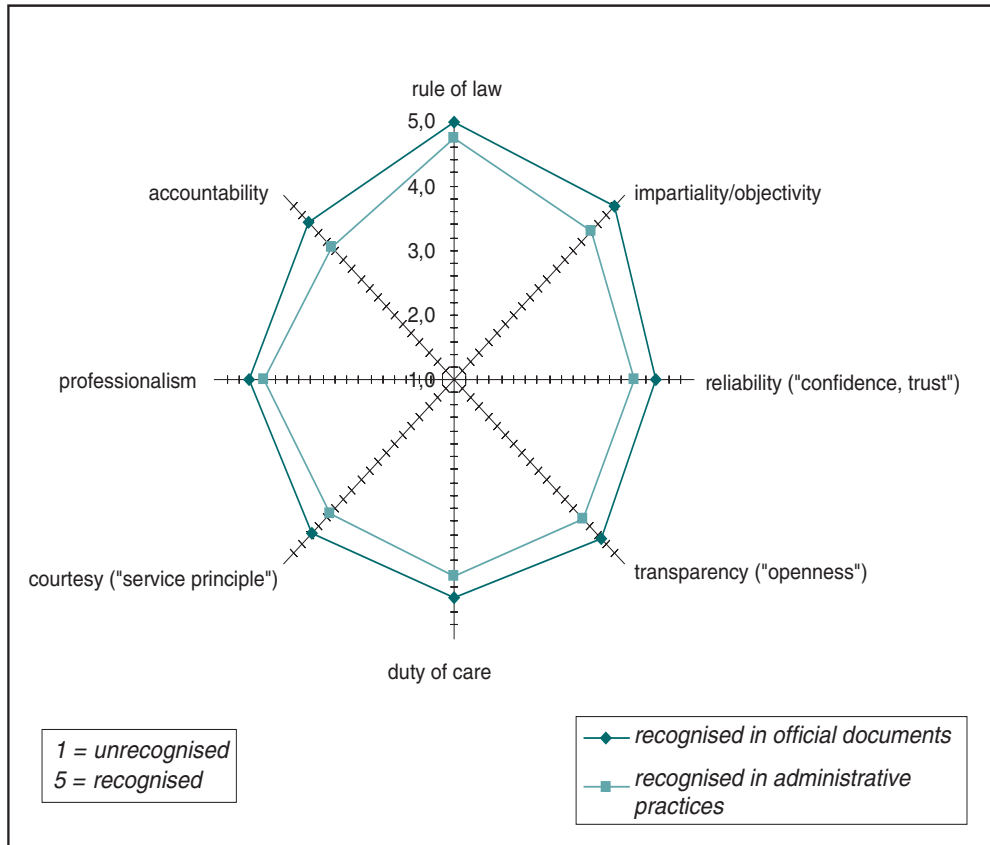 rule of law
5,0
accountability
4,0
impartiality/objectivity
3,0
2,0
professionalism
1,0
reliability ("confidence, trust")
courtesy ("service principle")
transparency ("openness")
duty of care
1 = unrecognised
5 = recognised
recognised in official documents
recognised in administrative
practices